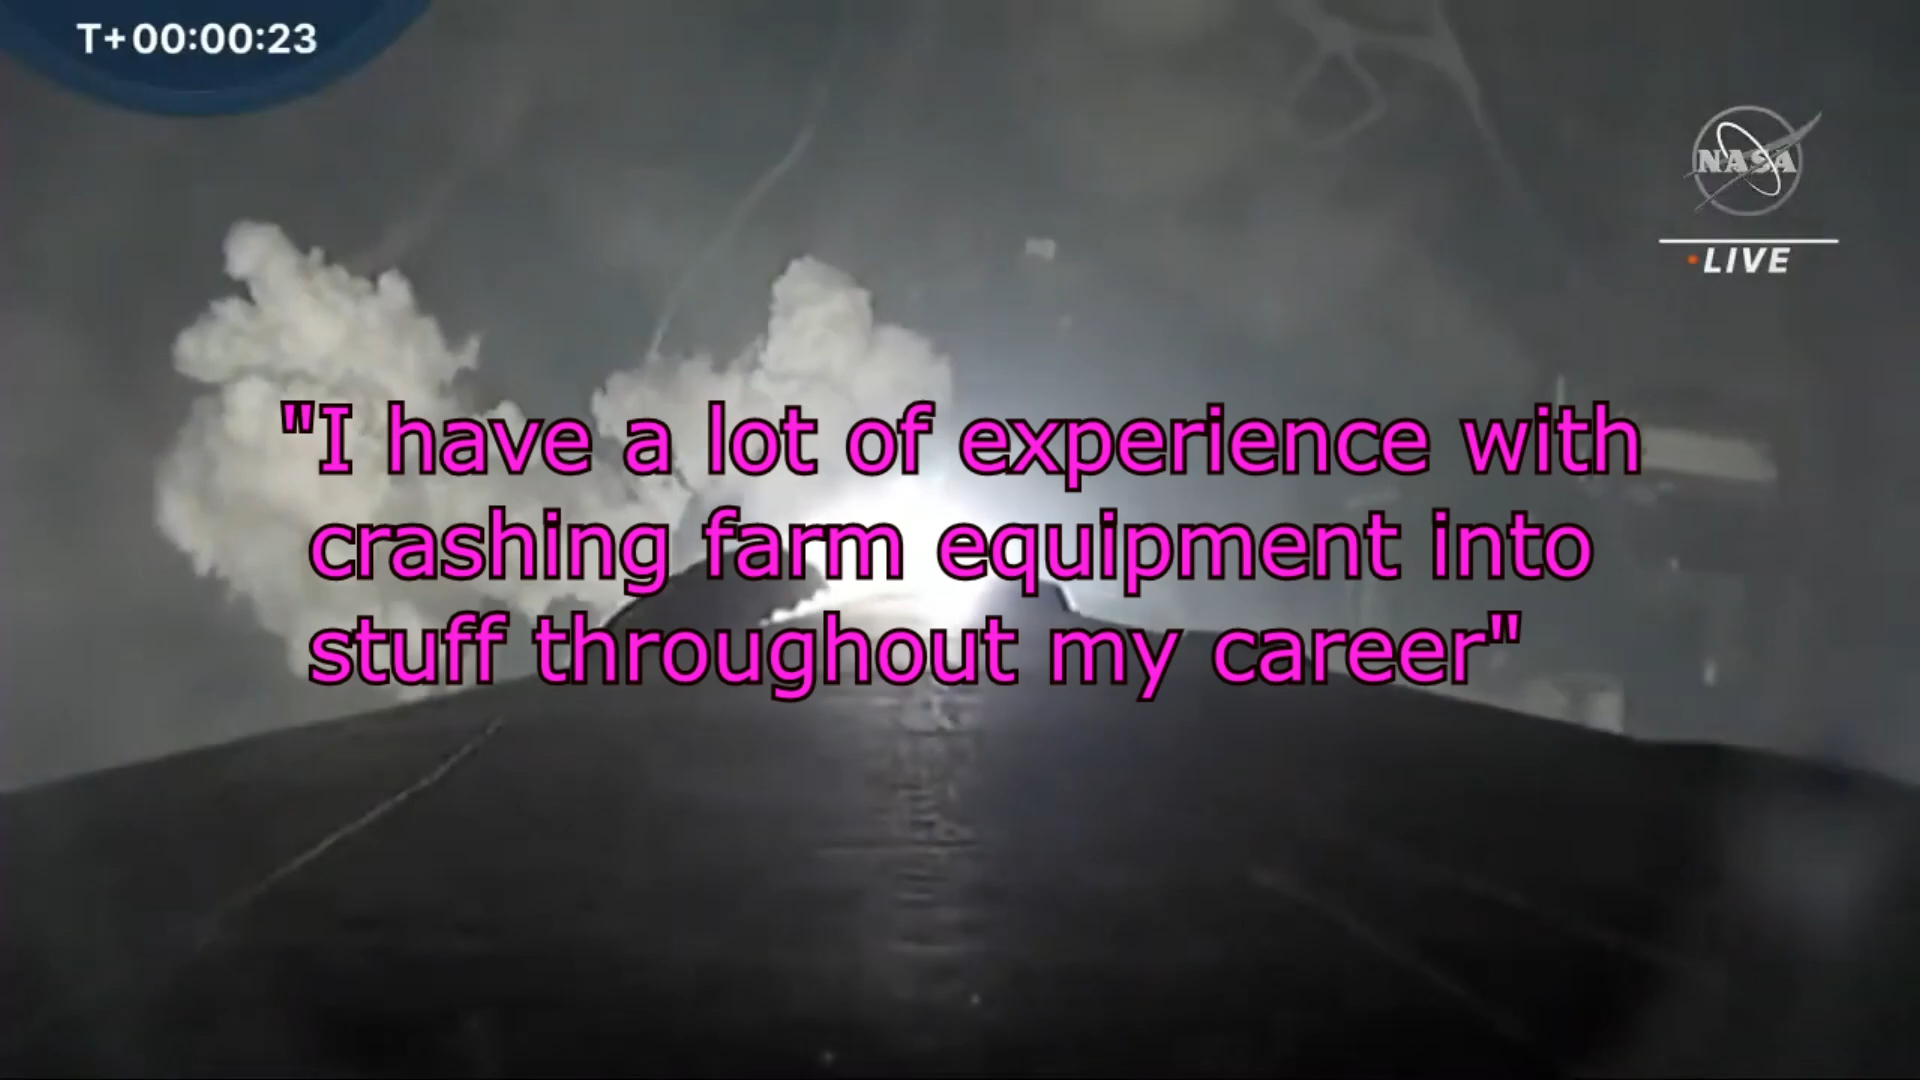 T+00:00:23
NASA
LIVE
"I have a lot of experience with
crashing farm equipment into
stuff throughout my career"